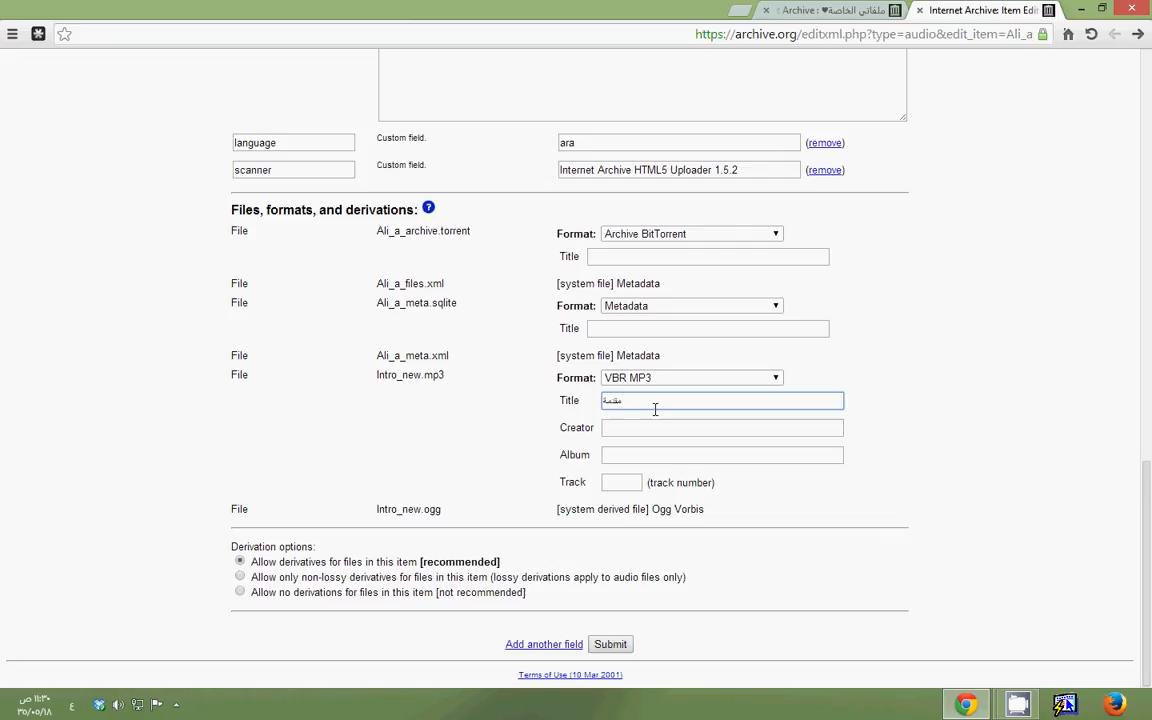 Archive : ملفاتي الخاصة♥
Internet Archive: Item Edi
https://archive.org/editxml.php?type=audio&edit_item=Ali_a
language Custom field. ara (remove)
scanner Custom field. Internet Archive HTML5 Uploader 1.5.2 (remove)
Files, formats, and derivations: ?
File Ali_a_archive.torrent Format: Archive BitTorrent
Title
File Ali_a_files.xml [system file] Metadata
File Ali_a_meta.sqlite Format: Metadata
Title
File Ali_a_meta.xml [system file] Metadata
File Intro_new.mp3 Format: VBR MP3
Title مقدمة
Creator
Album
Track (track number)
File Intro_new.ogg [system derived file] Ogg Vorbis
Derivation options:
Allow derivatives for files in this item [recommended]
Allow only non-lossy derivatives for files in this item (lossy derivations apply to audio files only)
Allow no derivations for files in this item [not recommended]
Add another field Submit
Terms of Use (10 Mar 2001)
١١:٣٠ ص
٣٥/٠٥/١٨
ع